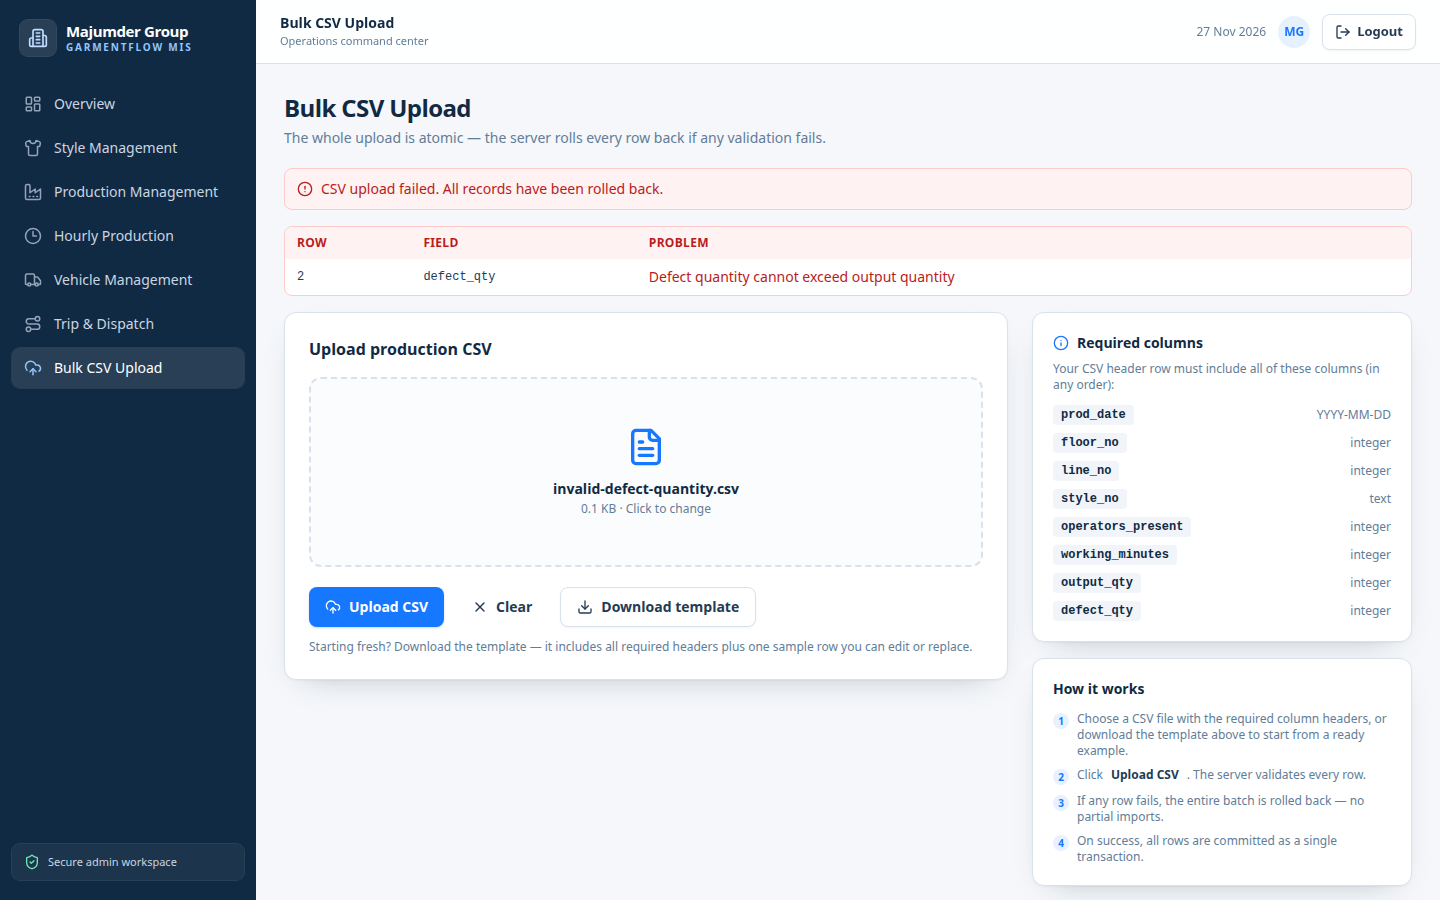 Majumder Group
GARMENTFLOW MIS
Overview
Style Management
Production Management
Hourly Production
Vehicle Management
Trip & Dispatch
Bulk CSV Upload
Secure admin workspace
Bulk CSV Upload
Operations command center
27 Nov 2026
MG
Logout
Bulk CSV Upload
The whole upload is atomic — the server rolls every row back if any validation fails.
CSV upload failed. All records have been rolled back.
ROW FIELD PROBLEM
2 defect_qty Defect quantity cannot exceed output quantity
Upload production CSV
invalid-defect-quantity.csv
0.1 KB · Click to change
Upload CSV
Clear
Download template
Starting fresh? Download the template — it includes all required headers plus one sample row you can edit or replace.
Required columns
Your CSV header row must include all of these columns (in
any order):
prod_date YYYY-MM-DD
floor_no integer
line_no integer
style_no text
operators_present integer
working_minutes integer
output_qty integer
defect_qty integer
How it works
1 Choose a CSV file with the required column headers, or
download the template above to start from a ready
example.
2 Click Upload CSV . The server validates every row.
3 If any row fails, the entire batch is rolled back — no
partial imports.
4 On success, all rows are committed as a single
transaction.